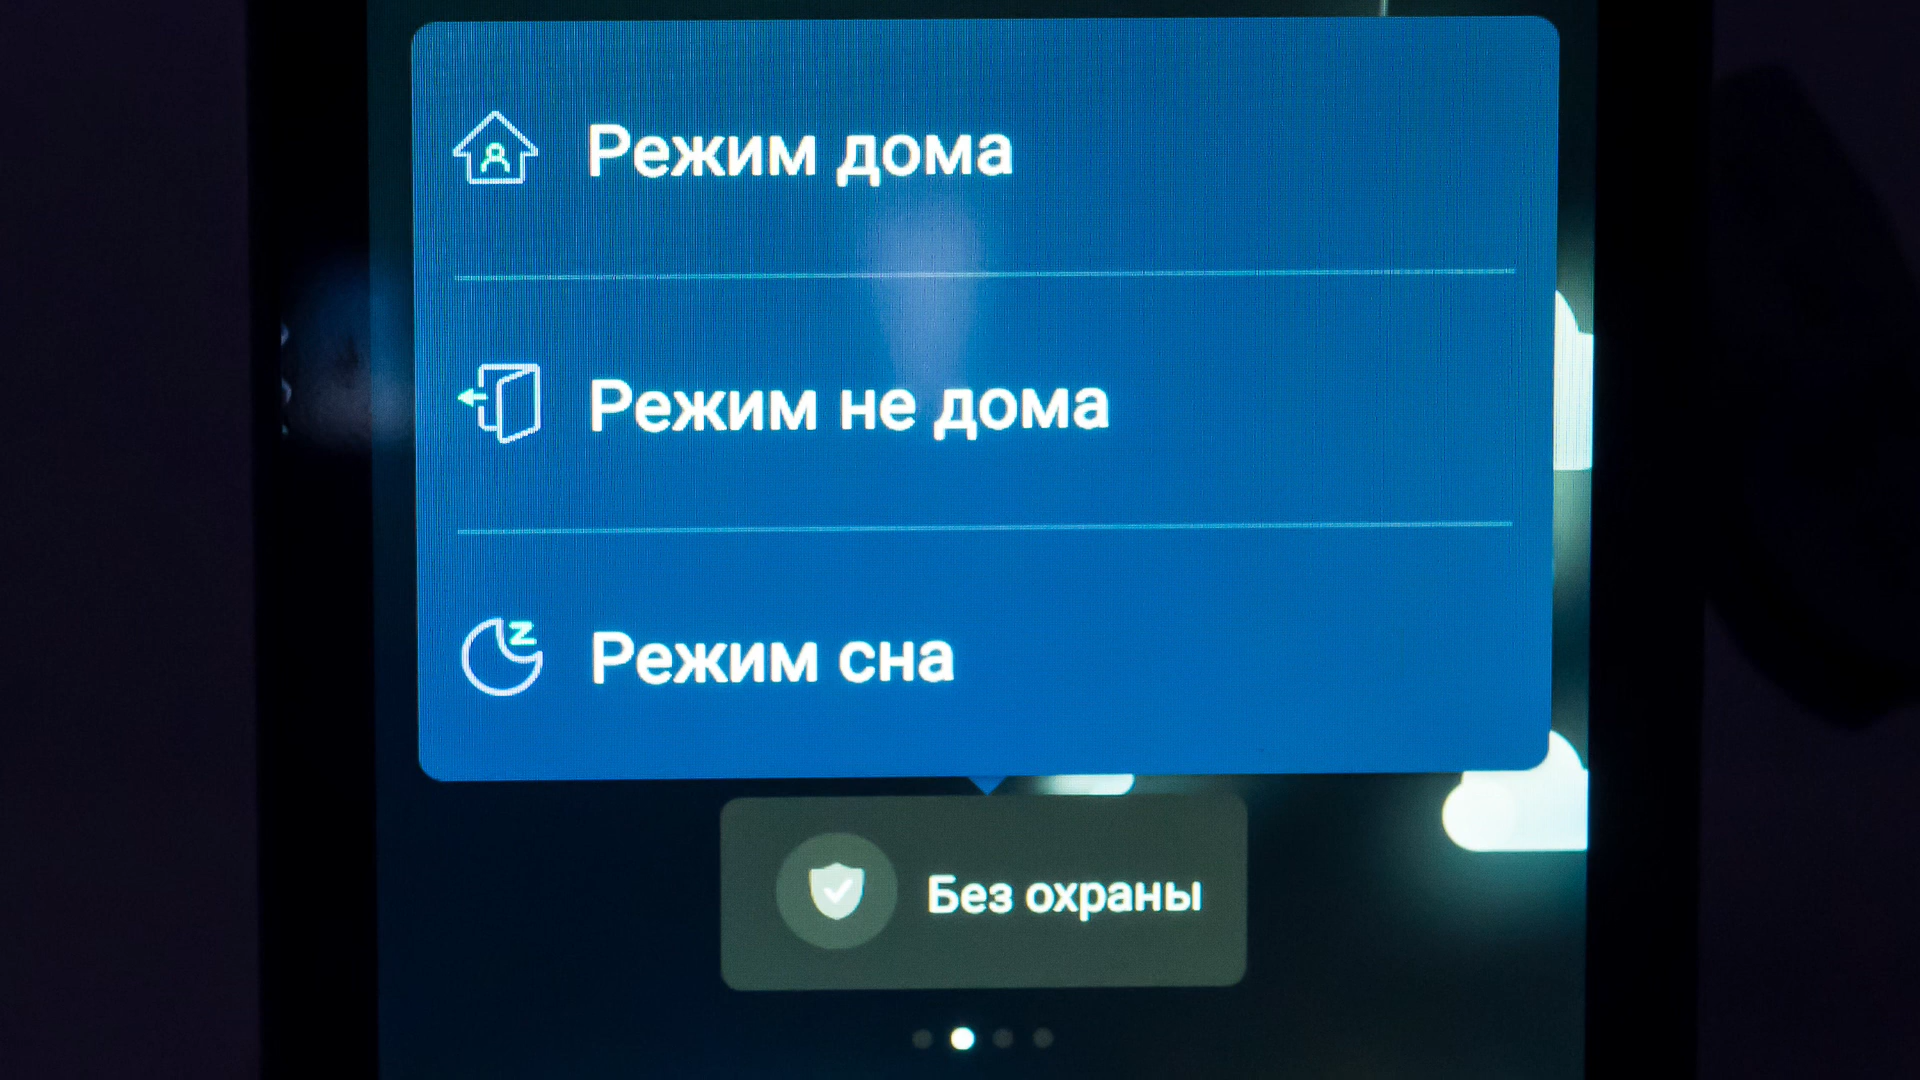 Режим дома
Режим не дома
Режим сна
Без охраны